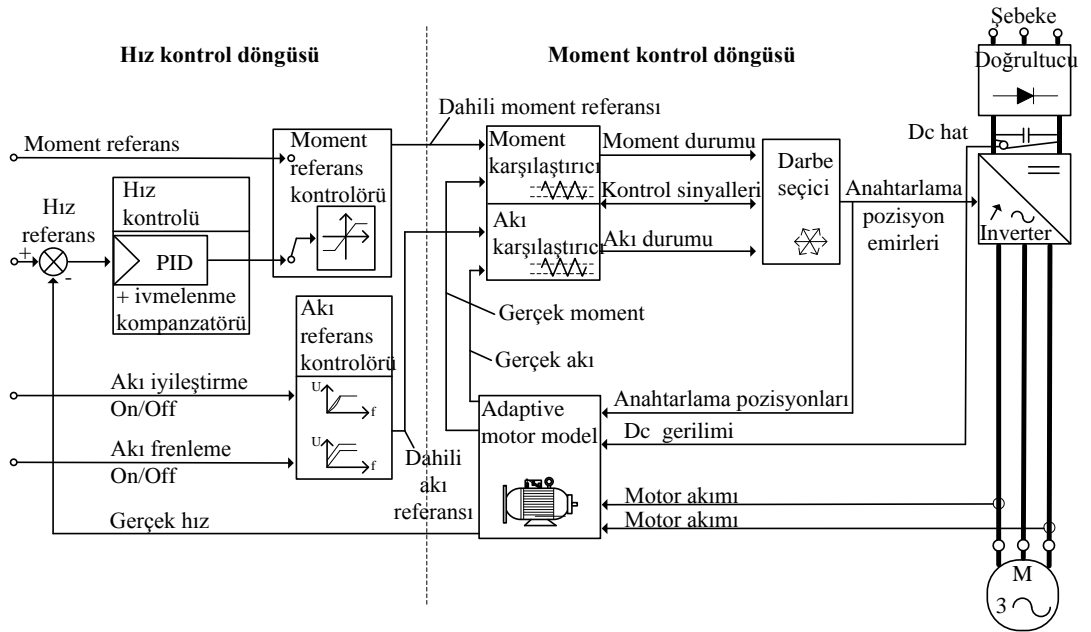 Şebeke
Hız kontrol döngüsü
Moment kontrol döngüsü
Doğrultucu
Dahili moment referansı
Dc hat
Moment referans
Moment
referans
kontrolörü
Moment
karşılaştırıcı
Moment durumu
Darbe
seçici
Kontrol sinyalleri
Anahtarlama
pozisyon
emirleri
Hız
kontrolü
Hız
referans
Akı
karşılaştırıcı
Akı durumu
Inverter
+
-
PID
+ ivmelenme
kompanzatörü
Akı
referans
kontrolörü
Gerçek moment
Gerçek akı
U
f
U
f
Akı iyileştirme
On/Off
Akı frenleme
On/Off
Adaptive
motor model
Anahtarlama pozisyonları
Dc gerilimi
Dahili
akı
referansı
Motor akımı
Motor akımı
Gerçek hız
M
3